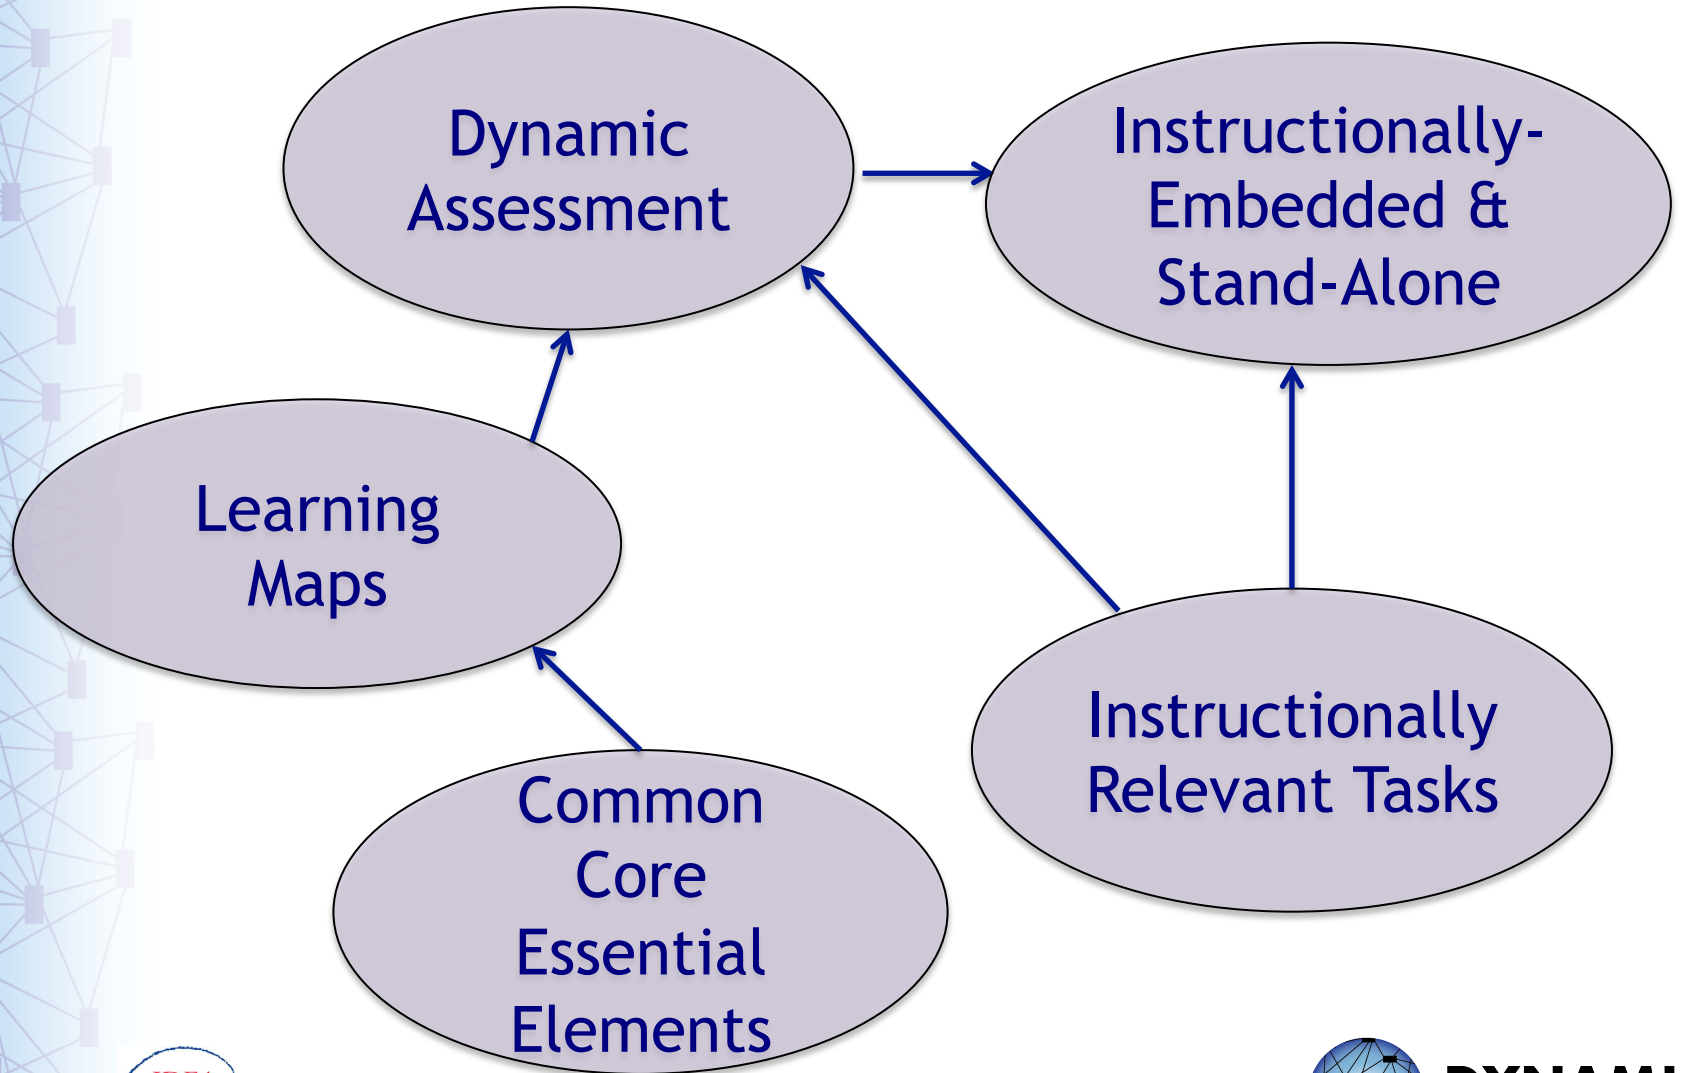 Dynamic
Assessment
Instructionally-
Embedded &
Stand-Alone
Learning
Maps
Instructionally
Relevant Tasks
Common
Core
Essential
Elements